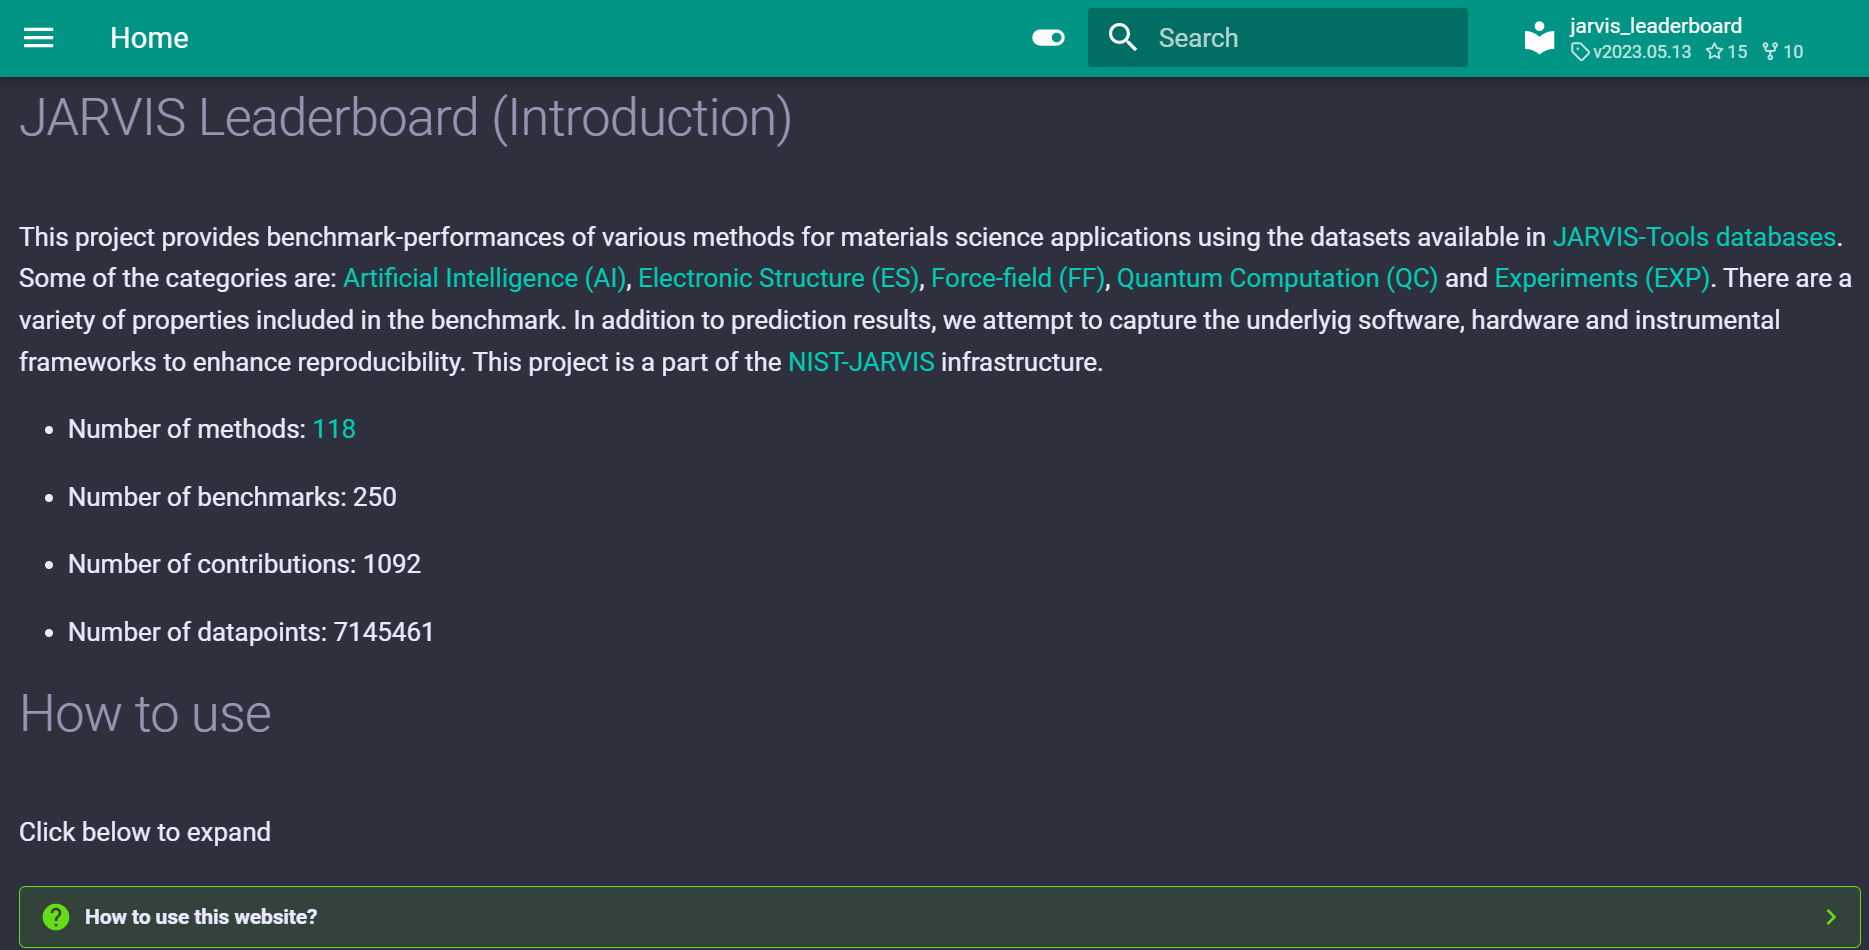 Home
Search
jarvis_leaderboard
v2023.05.13 15 10
JARVIS Leaderboard (Introduction)
This project provides benchmark-performances of various methods for materials science applications using the datasets available in JARVIS-Tools databases.
Some of the categories are: Artificial Intelligence (AI), Electronic Structure (ES), Force-field (FF), Quantum Computation (QC) and Experiments (EXP). There are a
variety of properties included in the benchmark. In addition to prediction results, we attempt to capture the underlyig software, hardware and instrumental
frameworks to enhance reproducibility. This project is a part of the NIST-JARVIS infrastructure.
• Number of methods: 118
• Number of benchmarks: 250
• Number of contributions: 1092
• Number of datapoints: 7145461
How to use
Click below to expand
How to use this website?